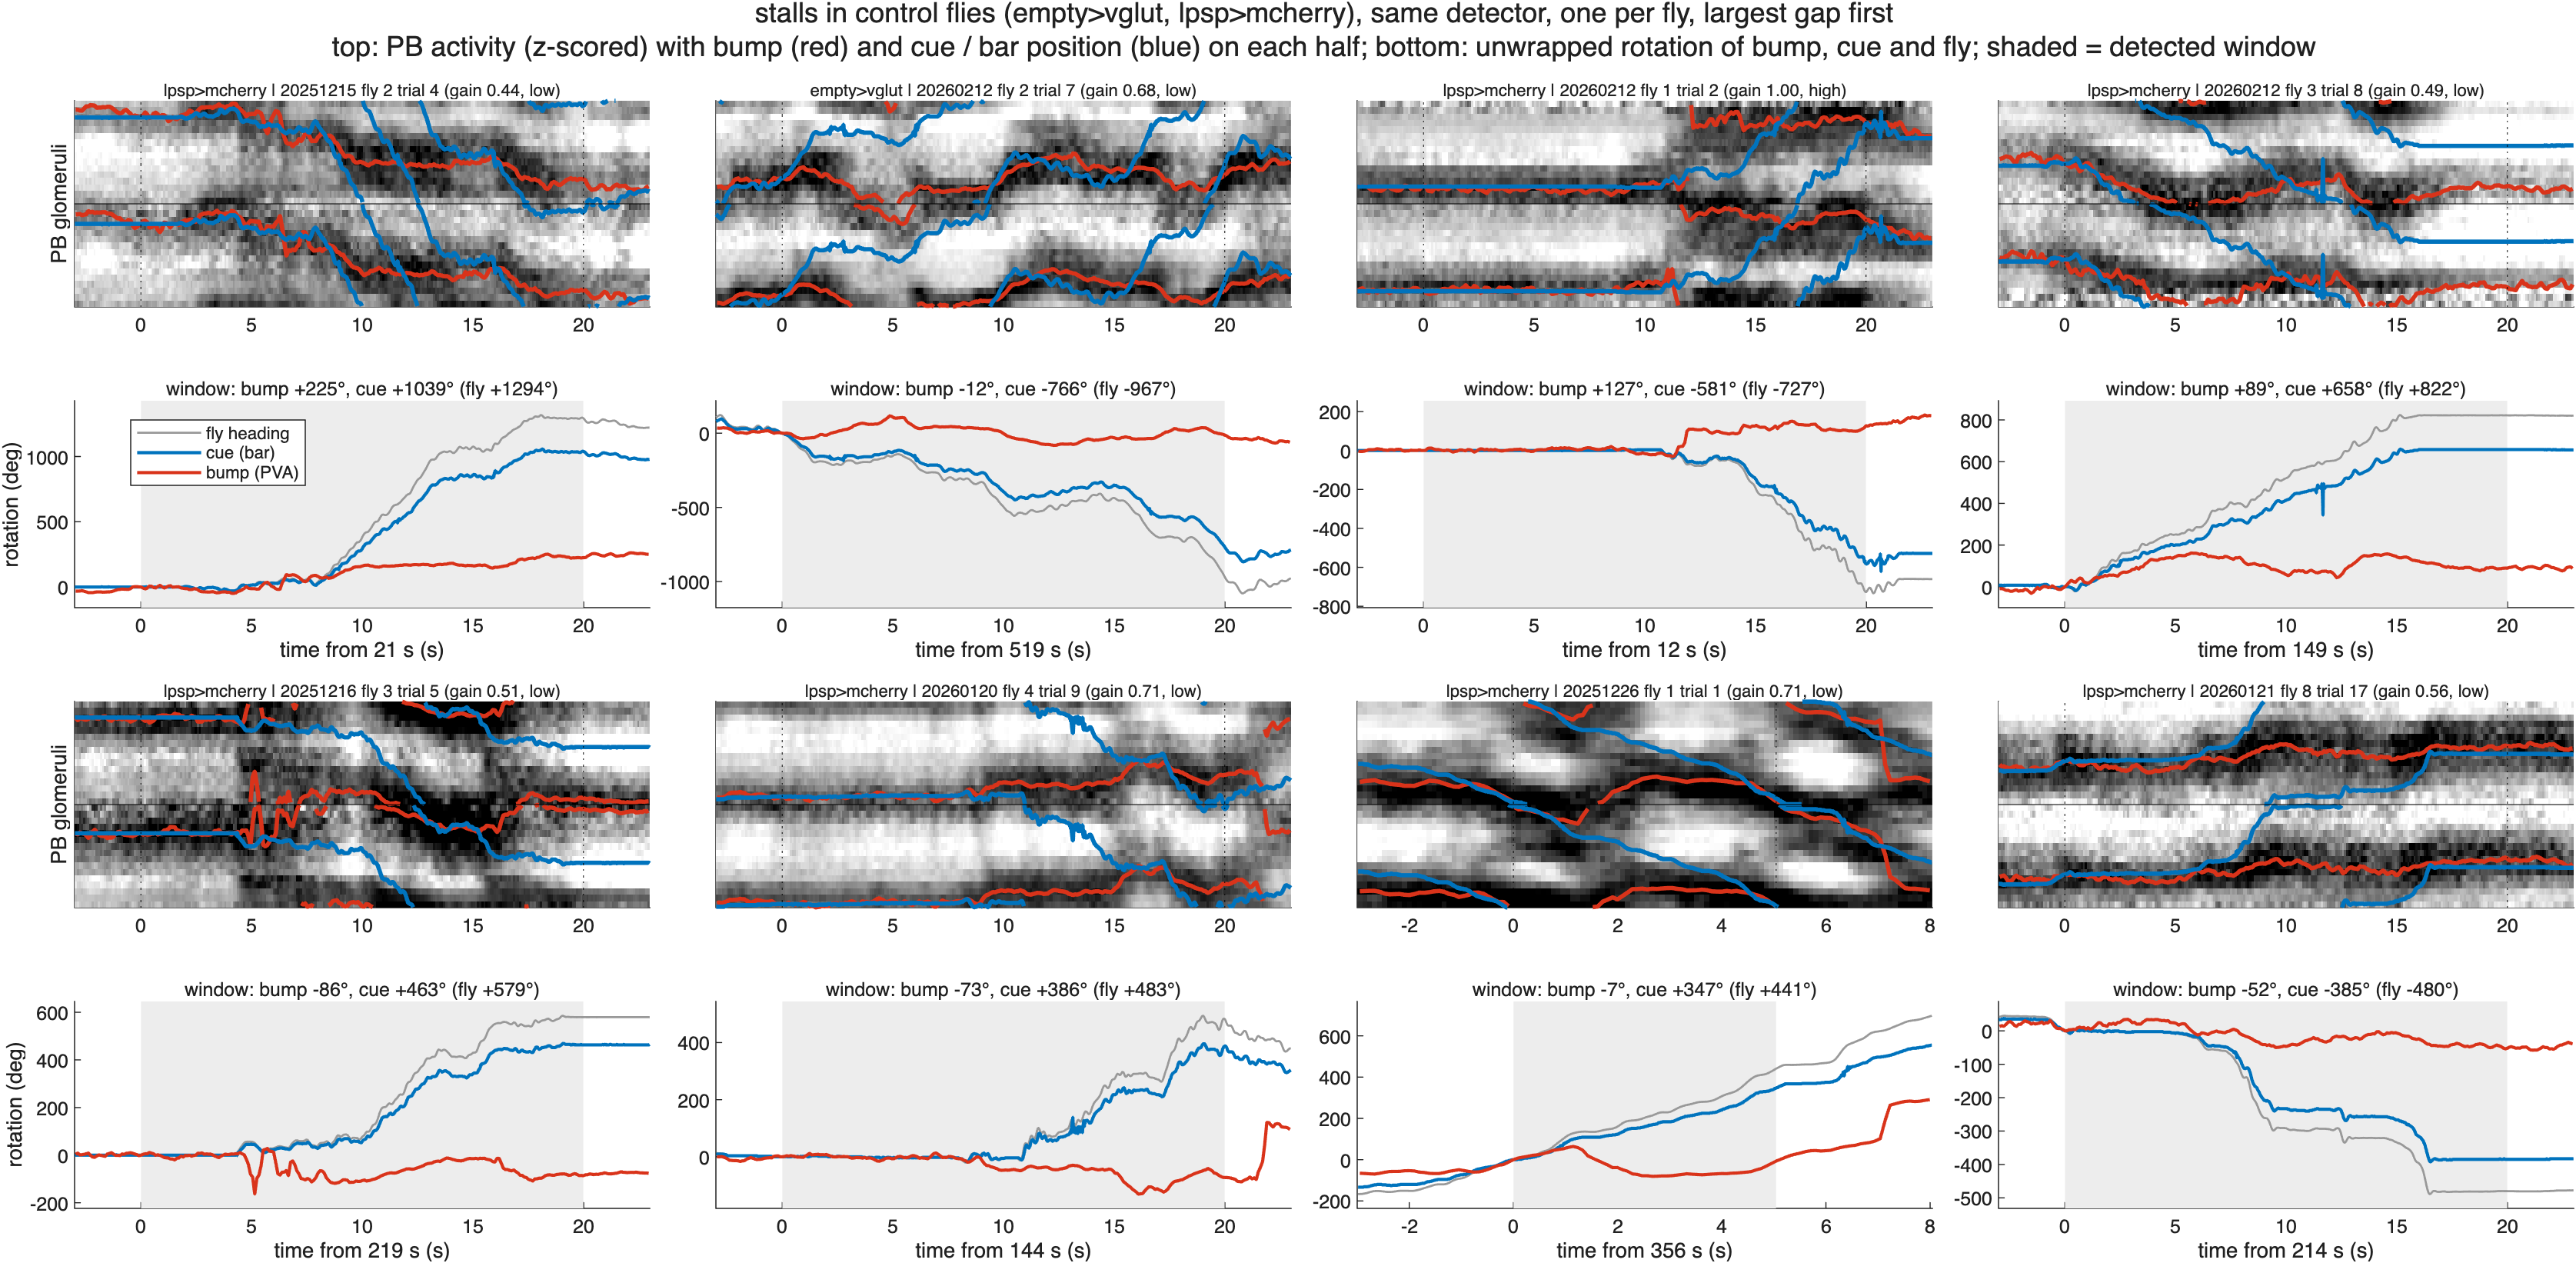 stalls in control flies (empty>vglut, lpsp>mcherry), same detector, one per fly, largest gap first
top: PB activity (z-scored) with bump (red) and cue / bar position (blue) on each half; bottom: unwrapped rotation of bump, cue and fly; shaded = detected window
lpsp>mcherry | 20251215 fly 2 trial 4 (gain 0.44, low)
empty>vglut | 20260212 fly 2 trial 7 (gain 0.68, low)
lpsp>mcherry | 20260212 fly 1 trial 2 (gain 1.00, high)
lpsp>mcherry | 20260212 fly 3 trial 8 (gain 0.49, low)
PB glomeruli
0 5 10 15 20
0 5 10 15 20
0 5 10 15 20
0 5 10 15 20
window: bump +225°, cue +1039° (fly +1294°)
window: bump -12°, cue -766° (fly -967°)
window: bump +127°, cue -581° (fly -727°)
window: bump +89°, cue +658° (fly +822°)
rotation (deg)
1000
500
0
fly heading
cue (bar)
bump (PVA)
0
-500
-1000
200
0
-200
-400
-600
-800
800
600
400
200
0
0 5 10 15 20
0 5 10 15 20
0 5 10 15 20
0 5 10 15 20
time from 21 s (s)
time from 519 s (s)
time from 12 s (s)
time from 149 s (s)
lpsp>mcherry | 20251216 fly 3 trial 5 (gain 0.51, low)
lpsp>mcherry | 20260120 fly 4 trial 9 (gain 0.71, low)
lpsp>mcherry | 20251226 fly 1 trial 1 (gain 0.71, low)
lpsp>mcherry | 20260121 fly 8 trial 17 (gain 0.56, low)
PB glomeruli
0 5 10 15 20
0 5 10 15 20
-2 0 2 4 6 8
0 5 10 15 20
window: bump -86°, cue +463° (fly +579°)
window: bump -73°, cue +386° (fly +483°)
window: bump -7°, cue +347° (fly +441°)
window: bump -52°, cue -385° (fly -480°)
rotation (deg)
600
400
200
0
-200
400
200
0
600
400
200
0
-200
0
-100
-200
-300
-400
-500
0 5 10 15 20
0 5 10 15 20
-2 0 2 4 6 8
0 5 10 15 20
time from 219 s (s)
time from 144 s (s)
time from 356 s (s)
time from 214 s (s)